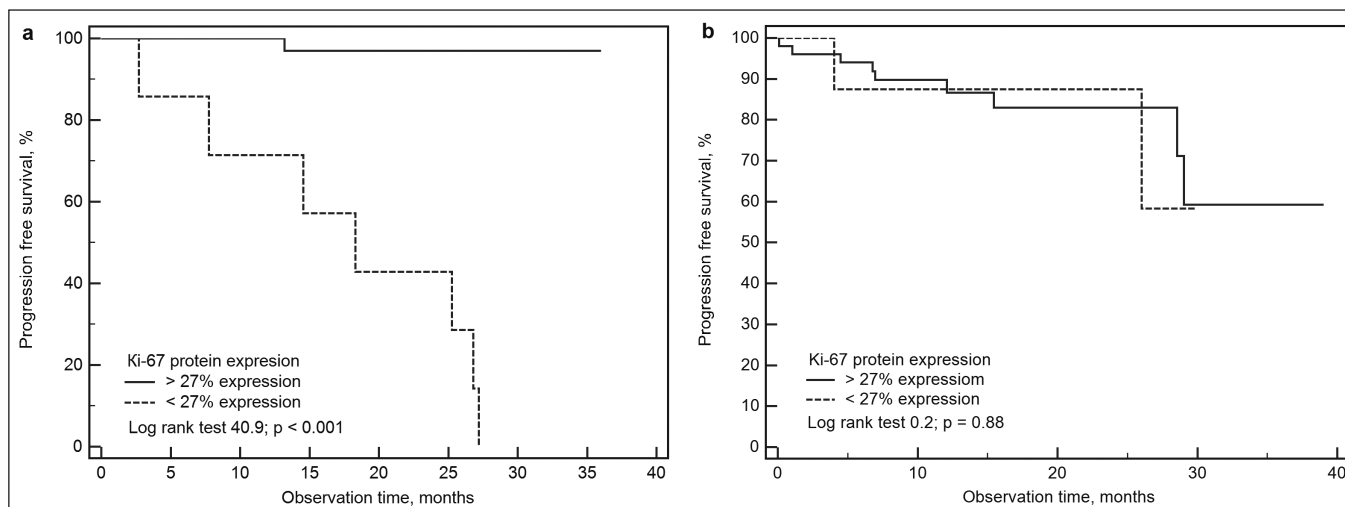 a
100
80
60
40
20
0
Progression free survival, %
Ki-67 protein expresion
> 27% expression
< 27% expression
Log rank test 40.9; p < 0.001
0 5 10 15 20 25 30 35 40
Observation time, months
b
100
90
80
70
60
50
40
30
20
10
0
Progression free survival, %
Ki-67 protein expression
> 27% expressiom
< 27% expression
Log rank test 0.2; p = 0.88
0 10 20 30 40
Observation time, months